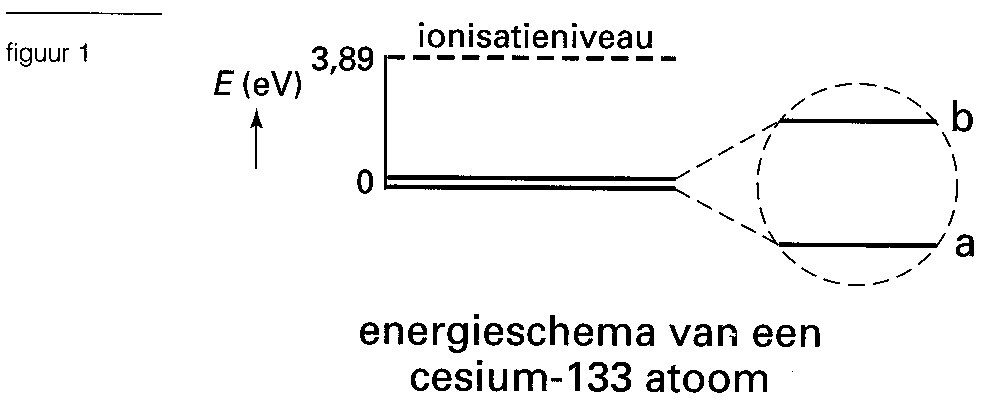 figuur 1
ionisatieniveau
3,89
E (eV)
0
b
a
energieschema van een
cesium-133 atoom